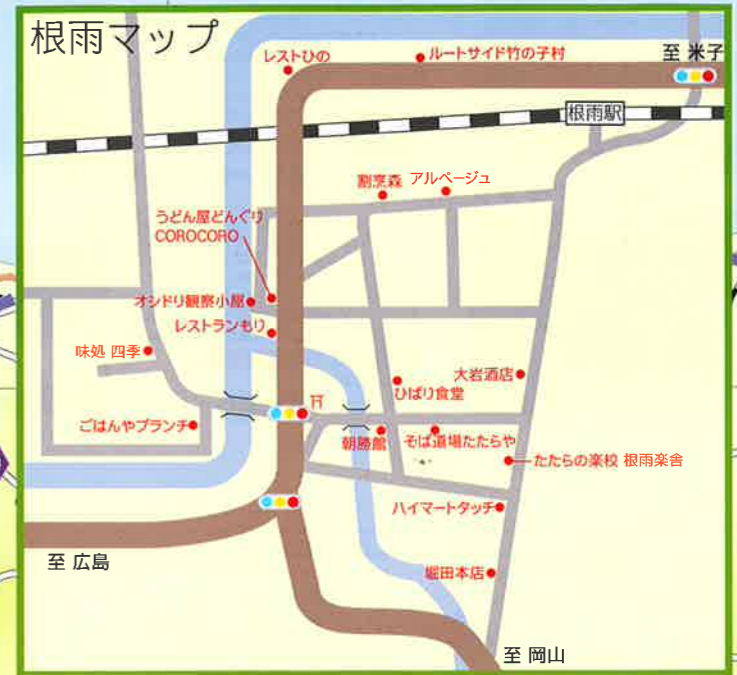 根雨マップ
レストひの
ルートサイド竹の子村
至 米子
根雨駅
割烹森
アルページュ
うどん屋どんぐり
COROCORO
オシドリ観察小屋
レストランもり
味処 四季
大岩酒店
ひばり食堂
ごはんやブランチ
朝勝館
そば道場たたらや
たたらの楽校 根雨楽舎
ハイマートタッチ
至 広島
堀田本店
至 岡山